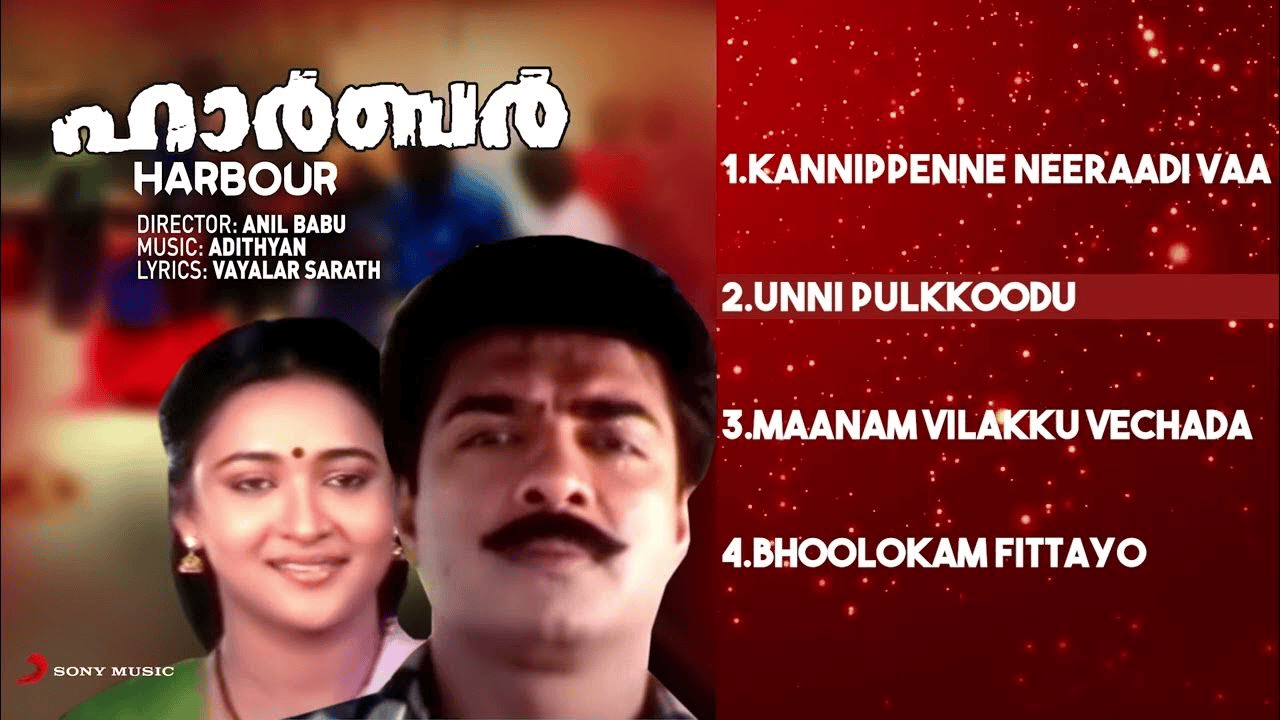 ഹാർബർ
HARBOUR
DIRECTOR: ANIL BABU
MUSIC: ADITHYAN
LYRICS: VAYALAR SARATH
SONY MUSIC
1.KANNIPPENNE NEERAADI VAA
2.UNNI PULKKOODU
3.MAANAM VILAKKU VECHADA
4.BHOOLOKAM FITTAYO